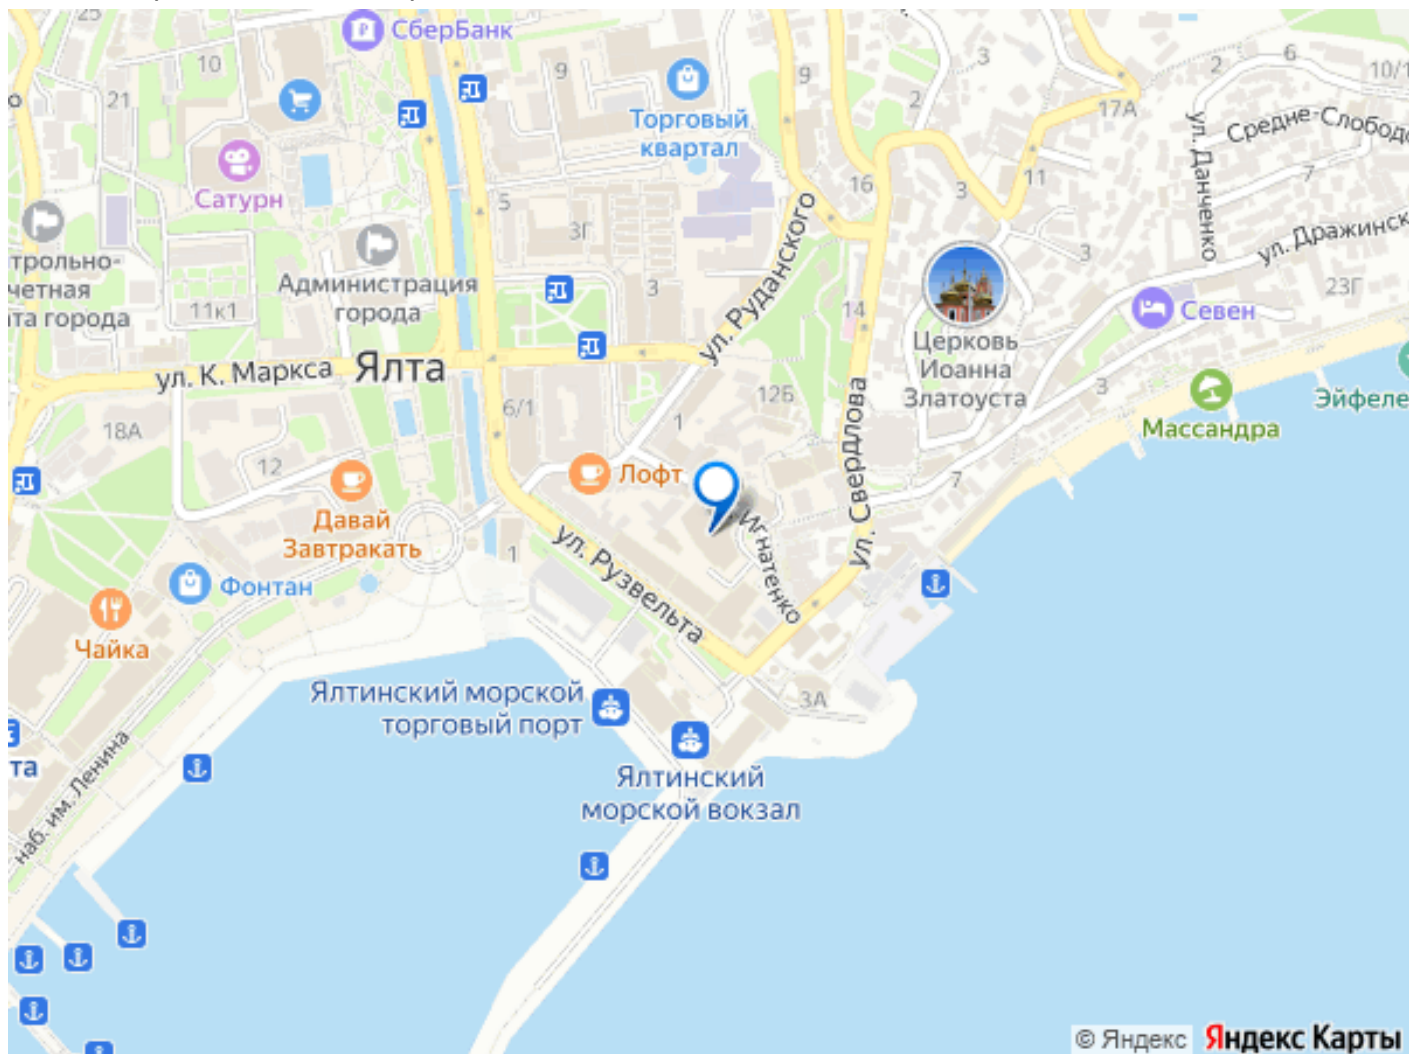 25
СберБанк
10
21
9
9
3
2
2
6
10/1
17А
Торговый
квартал
ул. Данченко
Средне-Слободс
Сатурн
16
3
11
7
5
3Г
ул. Руданского
3
ул. Дражинск
трольно-
четная
та города
Администрация
города
11к1
3
14
23Г
Севен
Церковь
Иоанна
Златоуста
ул. К. Маркса
Ялта
12Б
3
Массандра
Эйфеле
6/1
1
18А
12
Лофт
ул. Свердлова
7
Давай
Завтракать
1
ул. Рузвельта
Игнатенко
Фонтан
Чайка
Ялтинский морской
торговый порт
3А
та
наб. им. Ленина
Ялтинский
морской вокзал
© Яндекс Яндекс Карты